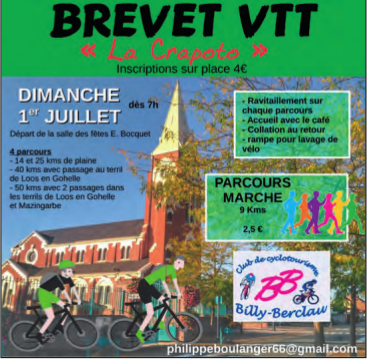 BREVET VTT
« La Crapoto »
Inscriptions sur place 4€
DIMANCHE
1er JUILLET
dès 7h
Départ de la salle des fêtes E. Bocquet
4 parcours
- 14 et 25 kms de plaine
- 40 kms avec passage au terril
de Loos en Gohelle
- 50 kms avec 2 passages dans
les terrils de Loos en Gohelle
et Mazingarbe
- Ravitaillement sur
chaque parcours
- Accueil avec le café
- Collation au retour
- rampe pour lavage de
vélo
PARCOURS
MARCHE
9 Kms
2,5 €
Club de cyclotourisme
BB
Billy-Berclau
philippeboulanger66@gmail.com